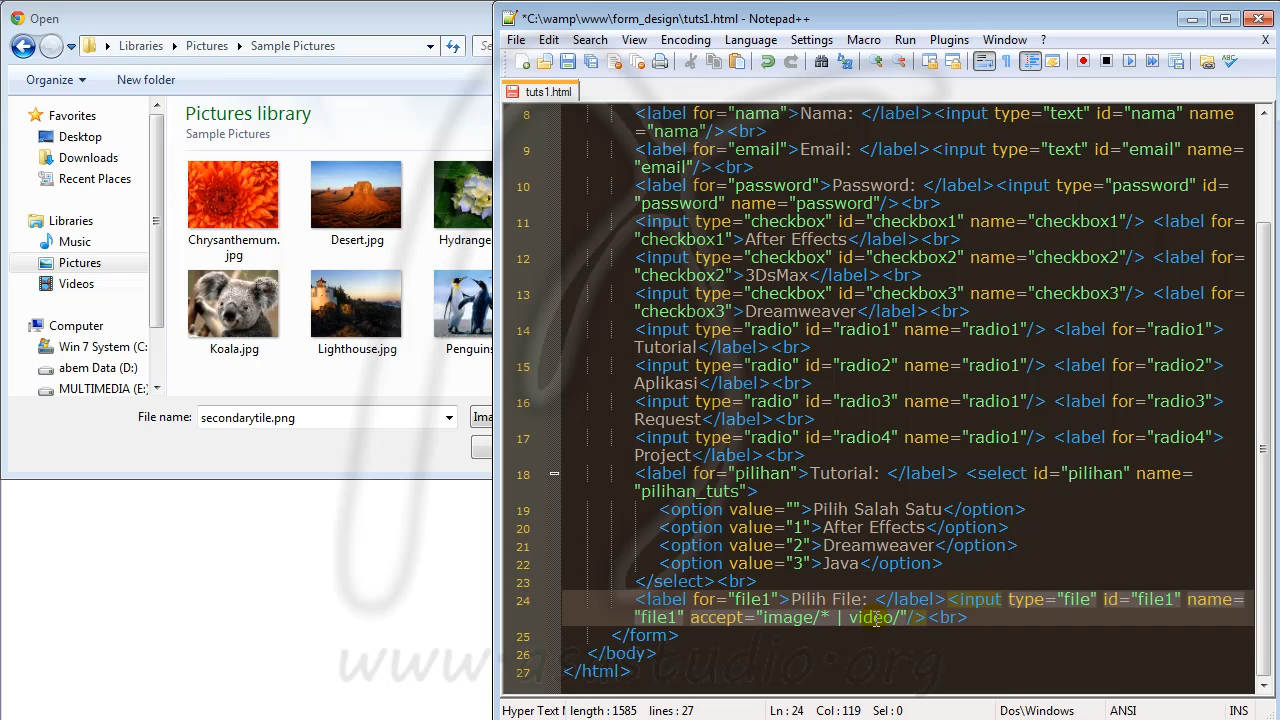 Open
Libraries
Pictures
Sample Pictures
Organize
New folder
Favorites
Desktop
Downloads
Recent Places
Libraries
Music
Pictures
Videos
Computer
Win 7 System (C:
abem Data (D:)
MULTIMEDIA (E:
Pictures library
Sample Pictures
Chrysanthemum.
jpg
Desert.jpg
Hydrange
Koala.jpg
Lighthouse.jpg
Penguins
File name:
secondarytile.png
Ima
*C:\wamp\www\form_design\tuts1.html - Notepad++
File Edit Search View Encoding Language Settings Macro Run Plugins Window ? X
tuts1.html
8 <label for="nama">Nama: </label><input type="text" id="nama" name
="nama"/><br>
9 <label for="email">Email: </label><input type="text" id="email" name=
"email"/><br>
10 <label for="password">Password: </label><input type="password" id=
"password" name="password"/><br>
11 <input type="checkbox" id="checkbox1" name="checkbox1"/> <label for=
"checkbox1">After Effects</label><br>
12 <input type="checkbox" id="checkbox2" name="checkbox2"/> <label for=
"checkbox2">3DsMax</label><br>
13 <input type="checkbox" id="checkbox3" name="checkbox3"/> <label for=
"checkbox3">Dreamweaver</label><br>
14 <input type="radio" id="radio1" name="radio1"/> <label for="radio1">
Tutorial</label><br>
15 <input type="radio" id="radio2" name="radio1"/> <label for="radio2">
Aplikasi</label><br>
16 <input type="radio" id="radio3" name="radio1"/> <label for="radio3">
Request</label><br>
17 <input type="radio" id="radio4" name="radio1"/> <label for="radio4">
Project</label><br>
18 <label for="pilihan">Tutorial: </label> <select id="pilihan" name=
"pilihan_tuts">
19 <option value="">Pilih Salah Satu</option>
20 <option value="1">After Effects</option>
21 <option value="2">Dreamweaver</option>
22 <option value="3">Java</option>
23 </select><br>
24 <label for="file1">Pilih File: </label><input type="file" id="file1" name=
"file1" accept="image/* | video/"/><br>
25 </form>
26 </body>
27 </html>
Hyper Text M length : 1585 lines : 27 Ln : 24 Col : 119 Sel : 0 Dos\Windows ANSI INS